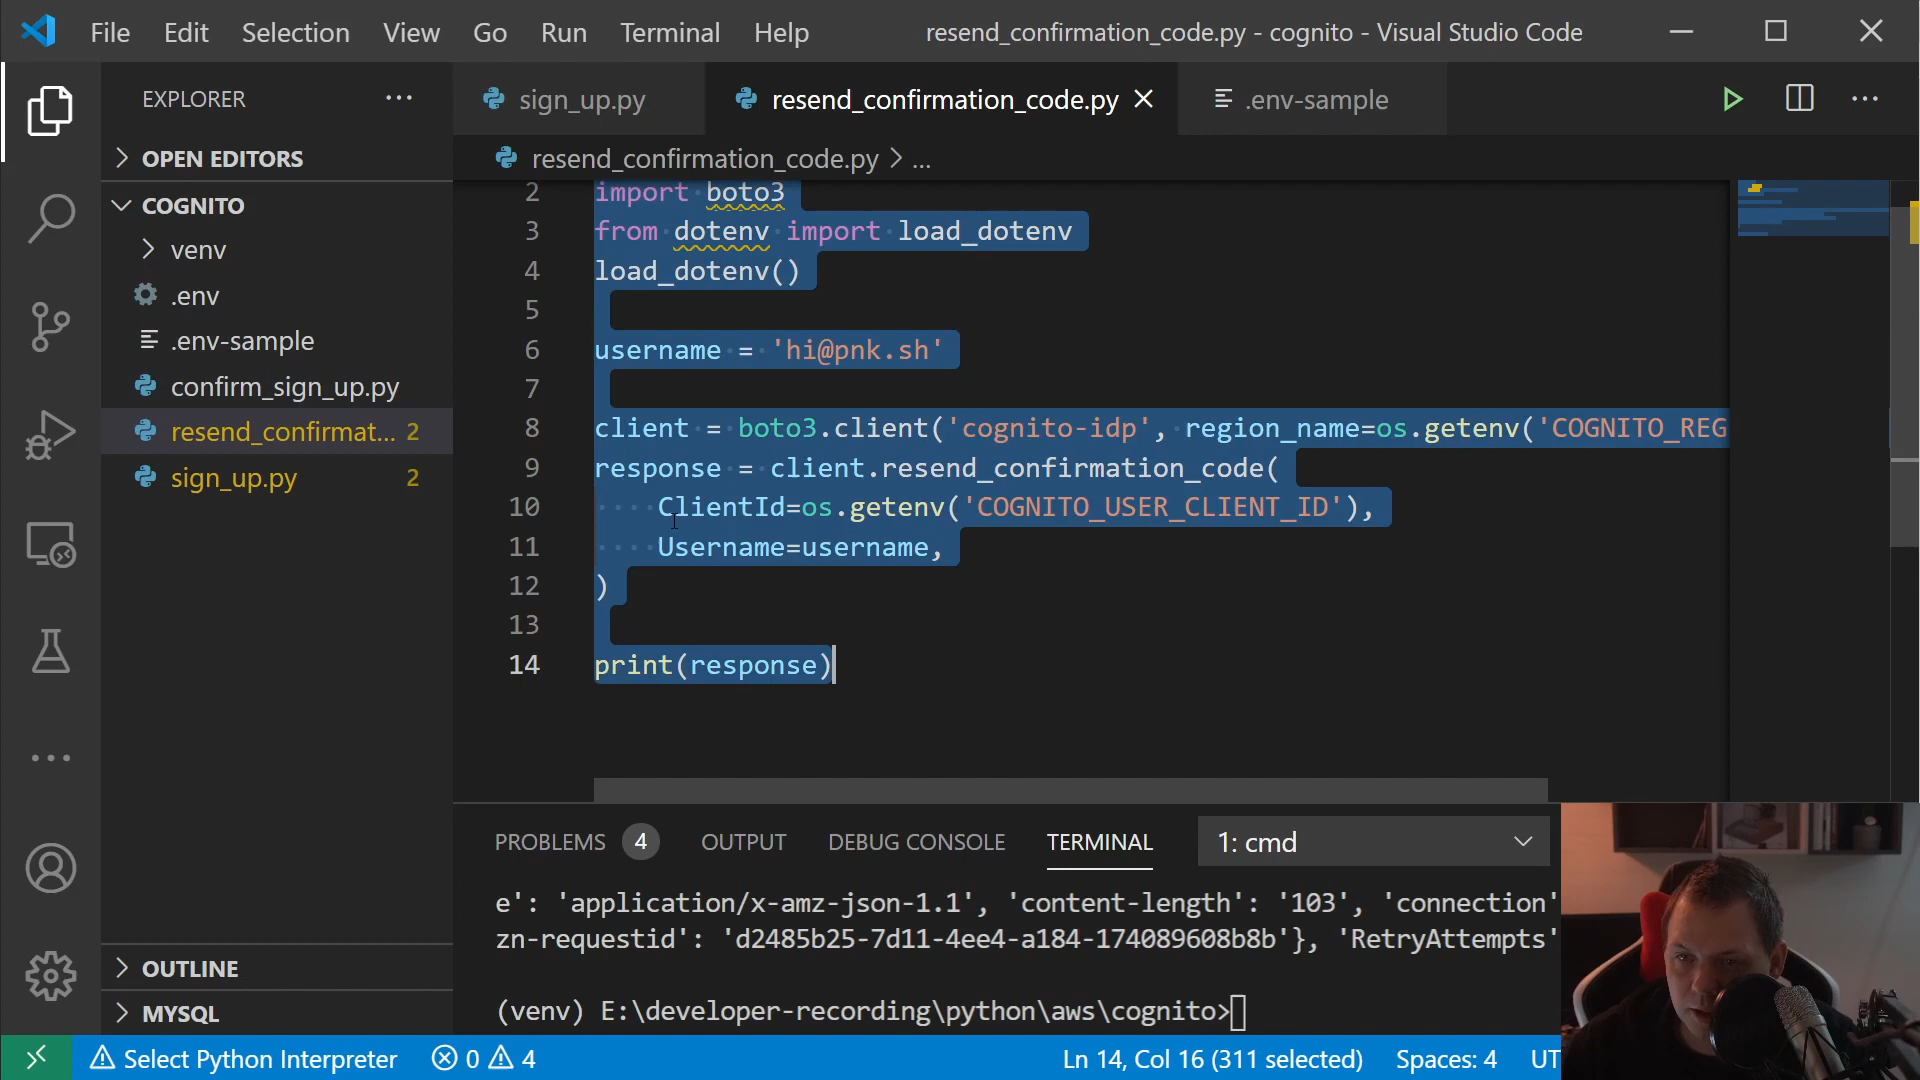 File Edit Selection View Go Run Terminal Help
resend_confirmation_code.py - cognito - Visual Studio Code
EXPLORER
OPEN EDITORS
COGNITO
venv
.env
.env-sample
confirm_sign_up.py
resend_confirmat... 2
sign_up.py 2
OUTLINE
MYSQL
sign_up.py resend_confirmation_code.py .env-sample
resend_confirmation_code.py > ...
2 import boto3
3 from dotenv import load_dotenv
4 load_dotenv()
5
6 username = 'hi@pnk.sh'
7
8 client = boto3.client('cognito-idp', region_name=os.getenv('COGNITO_REG
9 response = client.resend_confirmation_code(
10 ClientId=os.getenv('COGNITO_USER_CLIENT_ID'),
11 Username=username,
12 )
13
14 print(response)
PROBLEMS 4 OUTPUT DEBUG CONSOLE TERMINAL 1: cmd
e': 'application/x-amz-json-1.1', 'content-length': '103', 'connection'
zn-requestid': 'd2485b25-7d11-4ee4-a184-174089608b8b'}, 'RetryAttempts'
(venv) E:\developer-recording\python\aws\cognito>
Select Python Interpreter 0 4 Ln 14, Col 16 (311 selected) Spaces: 4 UT